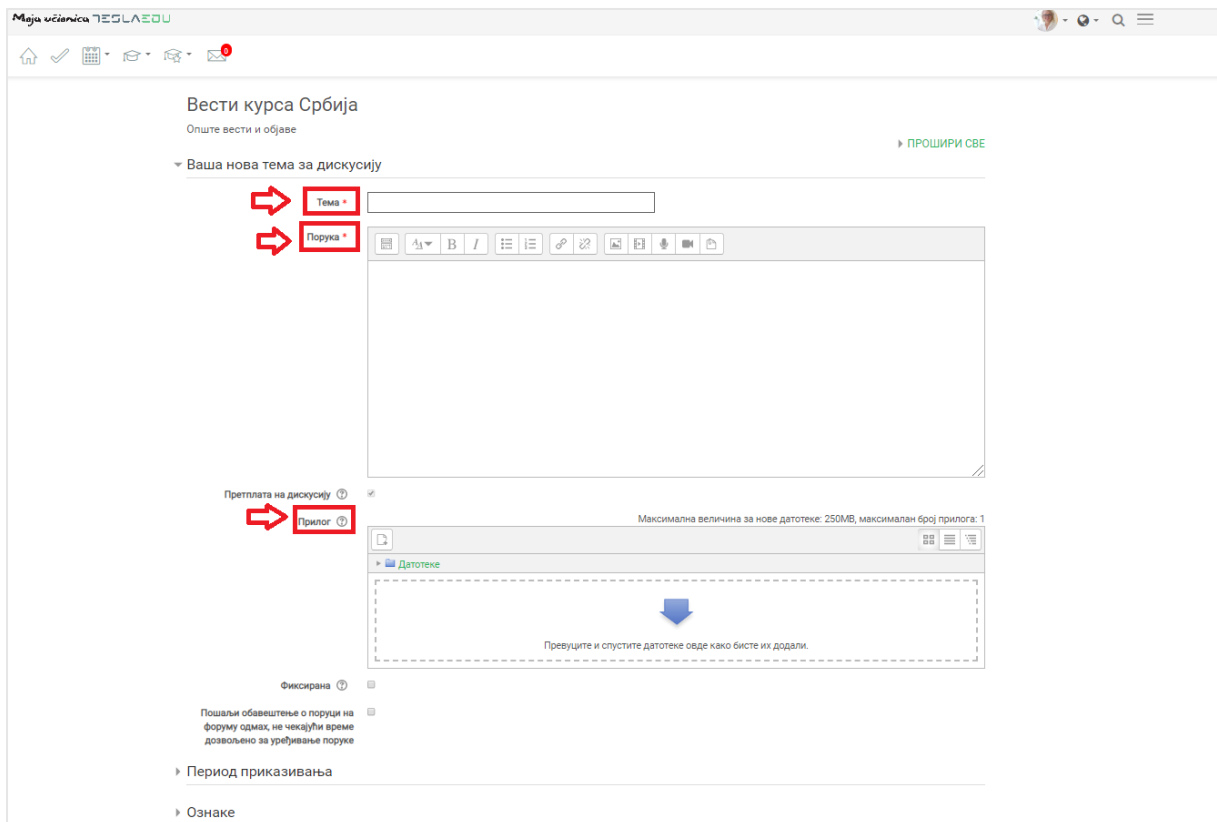 Moja učionica TESLAEDU
0
Вести курса Србија
Опште вести и објаве
ПРОШИРИ СВЕ
Ваша нова тема за дискусију
Тема *
Порука *
B I
Претплата на дискусију
Прилог
Максимална величина за нове датотеке: 250MB, максималан број прилога: 1
Датотеке
Превуците и спустите датотеке овде како бисте их додали.
Фиксирана
Пошаљи обавештење о поруци на
форуму одмах, не чекајући време
дозвољено за уређивање поруке
Период приказивања
Ознаке